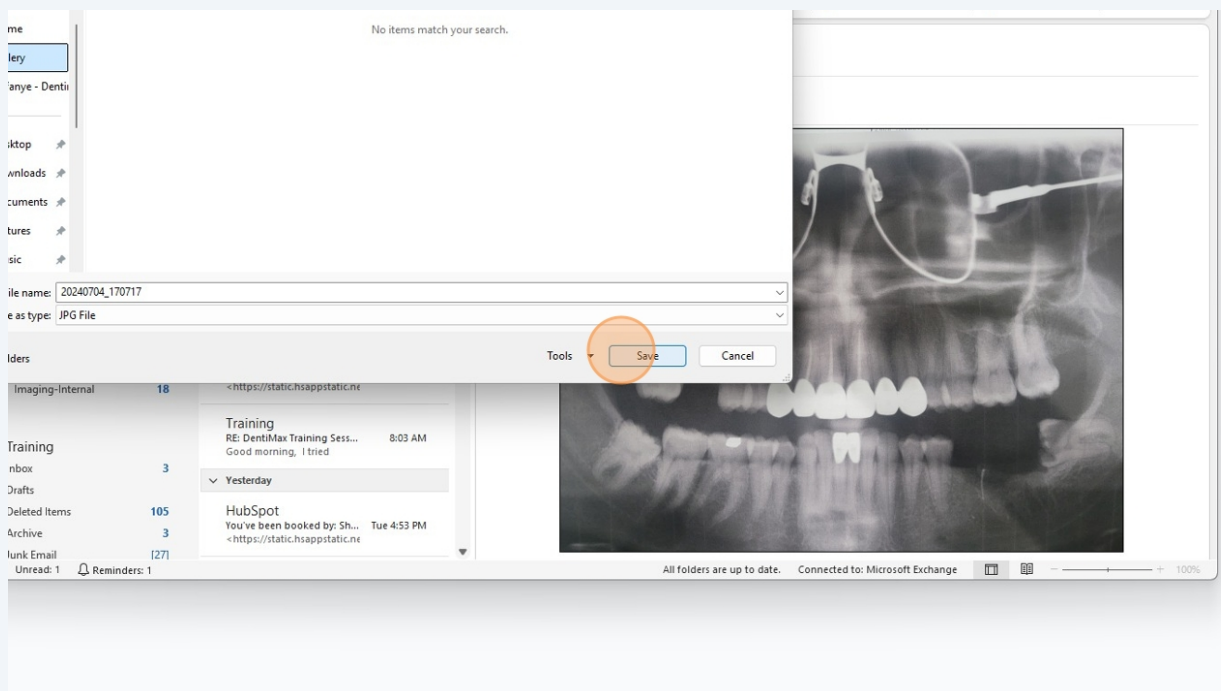 me
No items match your search.
lery
anye - Denti
sktop
wnloads
cuments
tures
sic
ile name: 20240704_170717
e as type: JPG File
lders
Tools
Save
Cancel
Imaging-Internal 18
<https://static.hsappstatic.ne
Training
RE: DentiMax Training Sess... 8:03 AM
Good morning, I tried
Training
nbox 3
Yesterday
Drafts
Deleted Items 105
HubSpot
You've been booked by: Sh... Tue 4:53 PM
Archive 3
<https://static.hsappstatic.ne
Junk Email [27]
Unread: 1 Reminders: 1
All folders are up to date. Connected to: Microsoft Exchange
100%